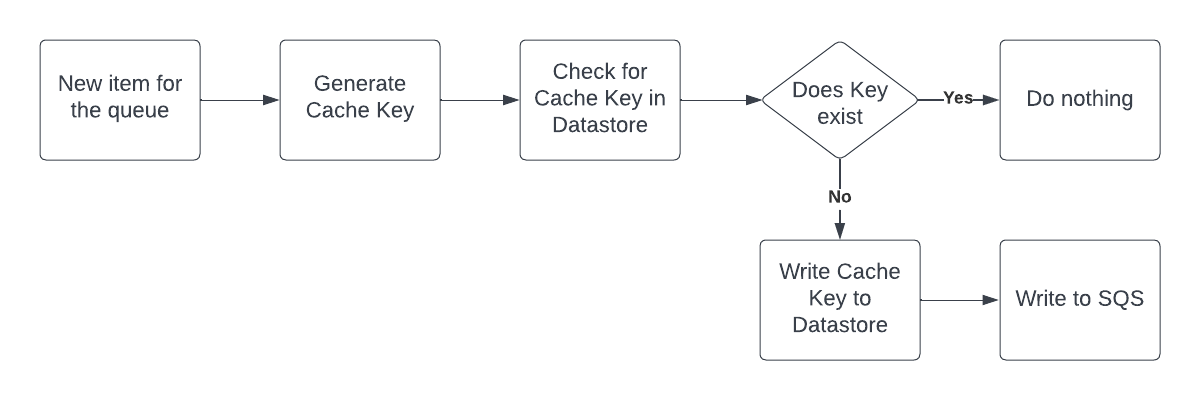 New item for
the queue
Generate
Cache Key
Check for
Cache Key in
Datastore
Does Key
exist
Yes
Do nothing
No
Write Cache
Key to
Datastore
Write to SQS